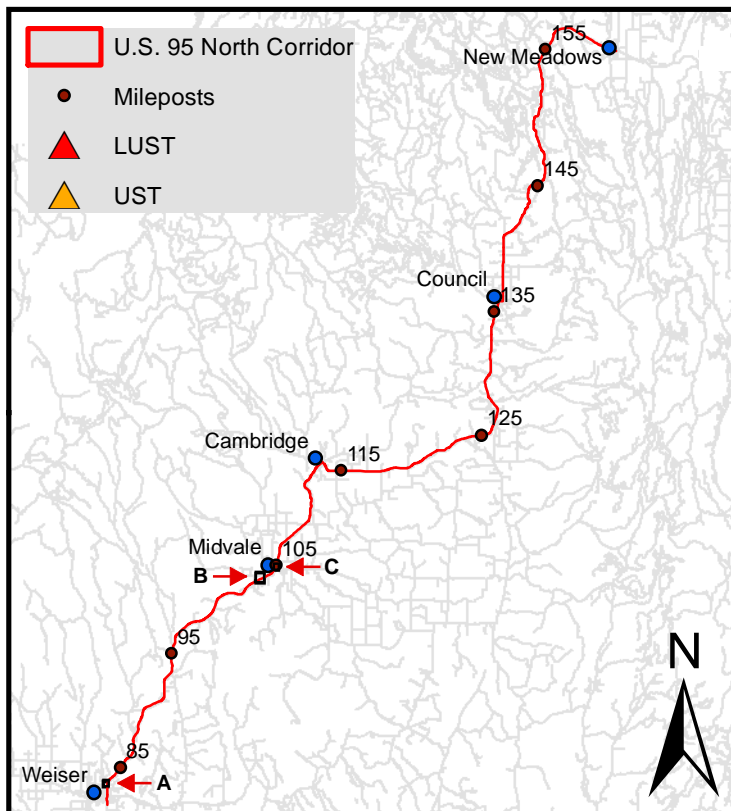 U.S. 95 North Corridor
Mileposts
LUST
UST
155
New Meadows
145
Council
135
125
Cambridge
115
Midvale
105
B
C
95
N
85
Weiser
A